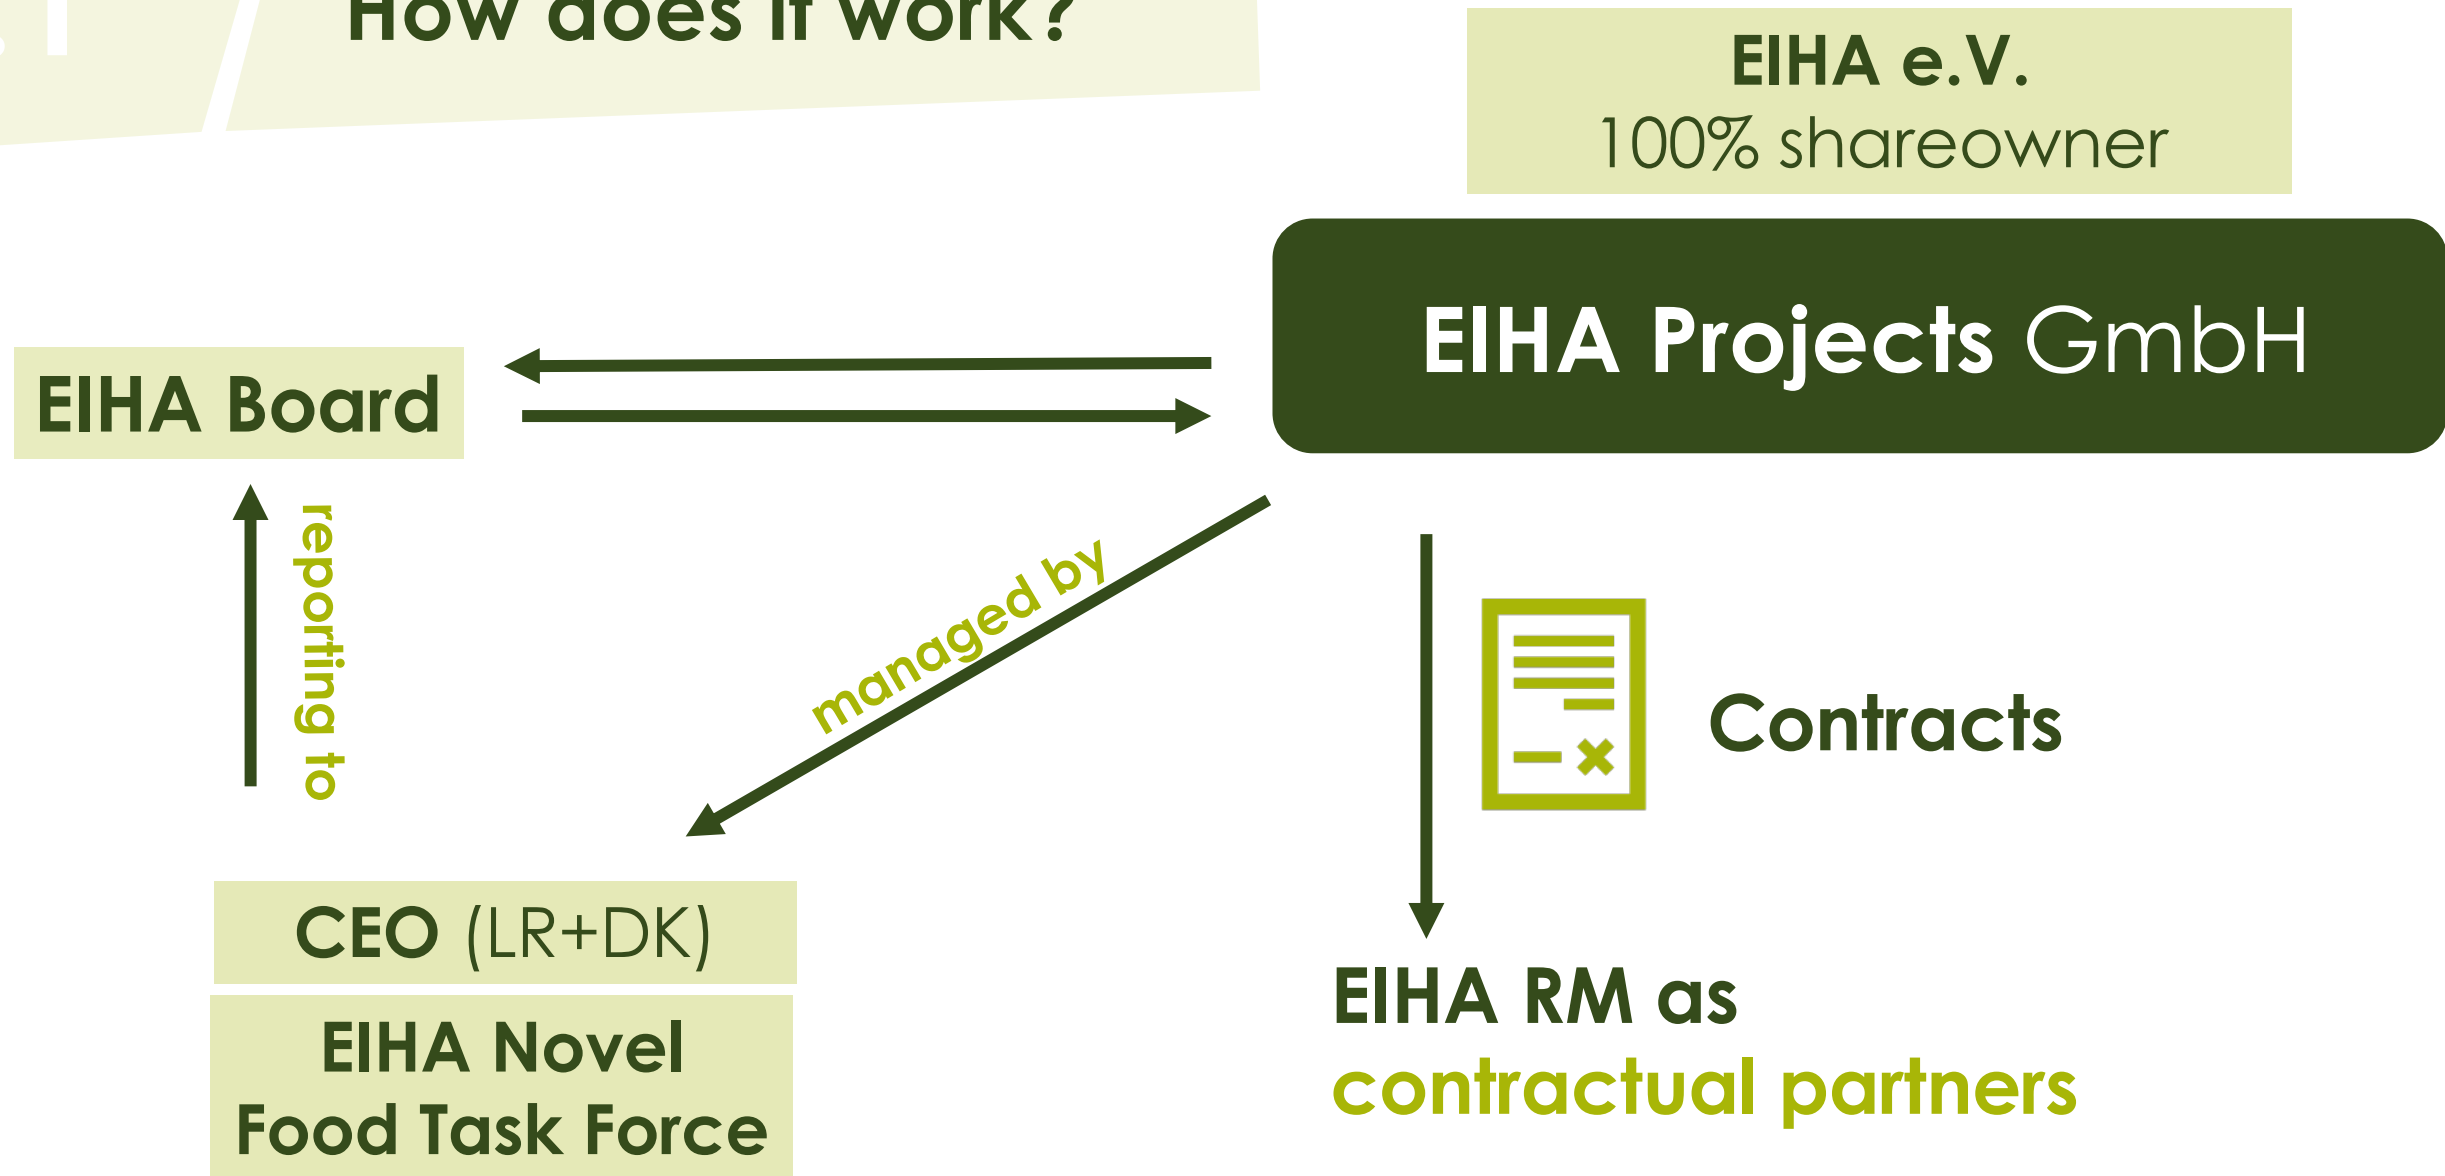 How does it work?
EIHA e.V.
100% shareowner
EIHA Projects GmbH
EIHA Board
reporting to
managed by
Contracts
CEO (LR+DK)
EIHA Novel
Food Task Force
EIHA RM as
contractual partners